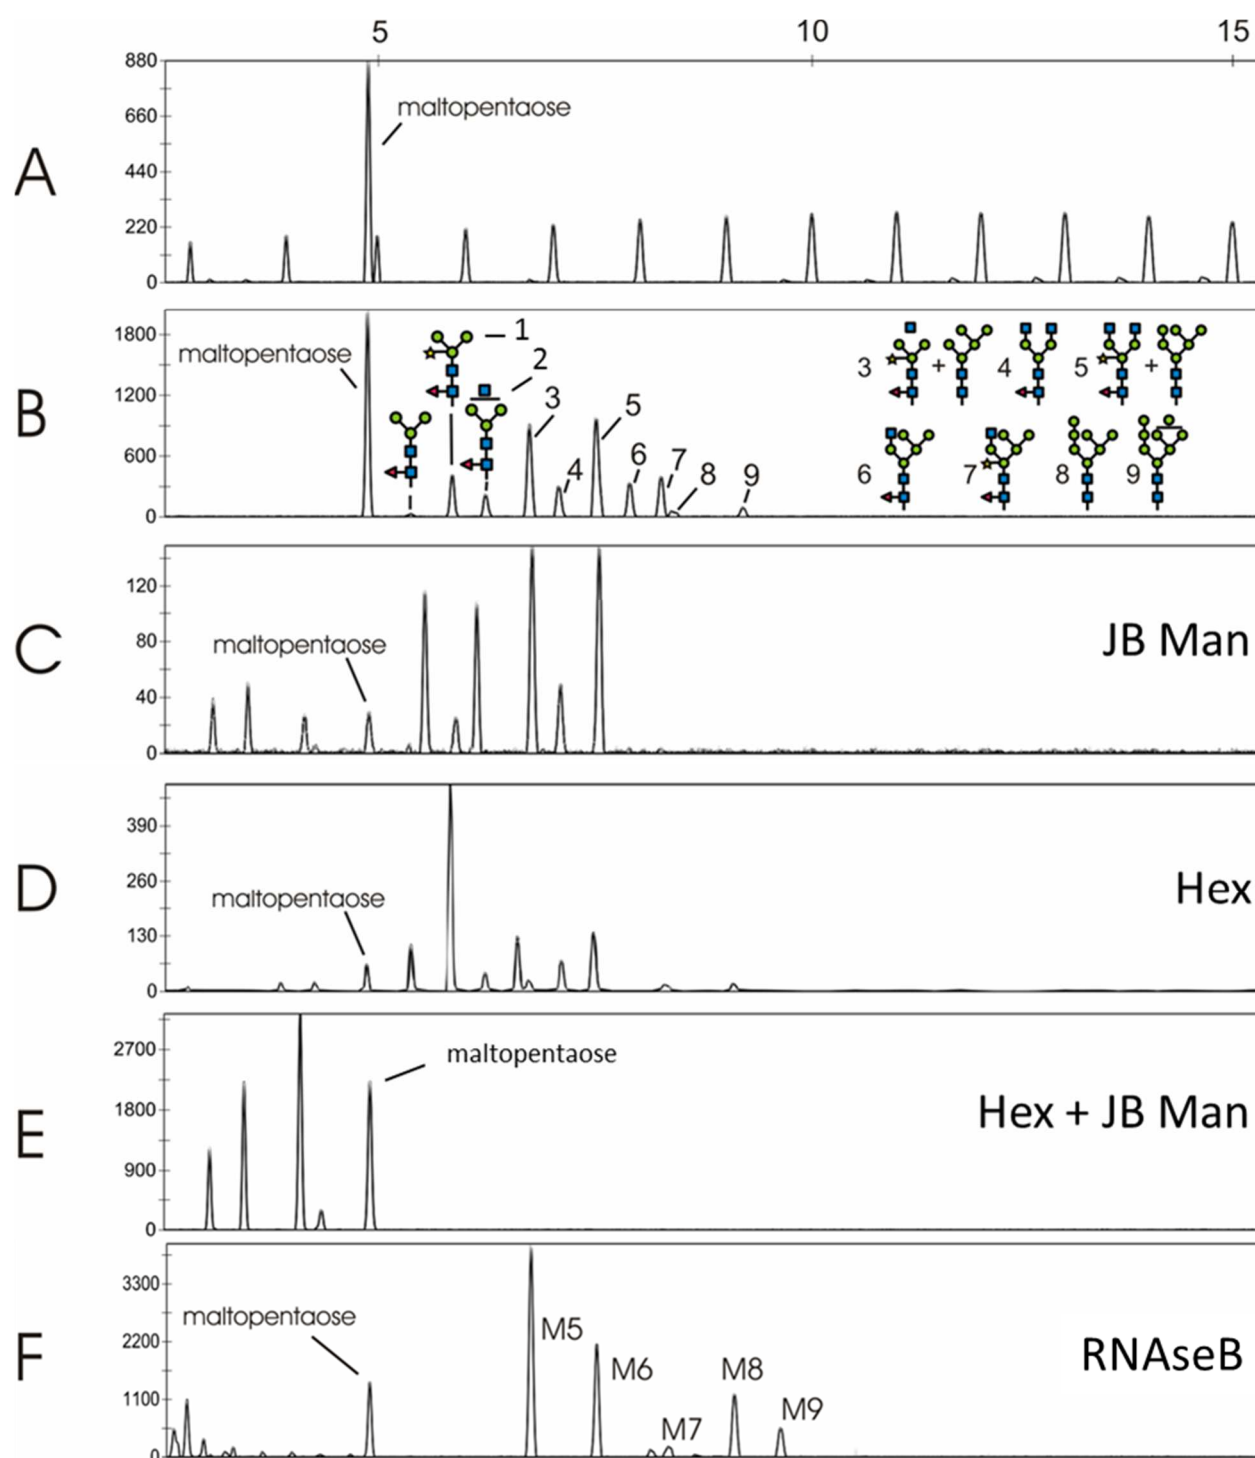 5 10 15
A
880
660
440
220
0
maltopentaose
B
1800
1200
600
0
maltopentaose
1
2
3
4
5
6
7
8
9
3 + 4 5 +
6 7 8 9
C
120
80
40
0
maltopentaose
JB Man
D
390
260
130
0
maltopentaose
Hex
E
2700
1800
900
0
maltopentaose
Hex + JB Man
F
3300
2200
1100
0
maltopentaose
M5
M6
M7
M8
M9
RNAseB